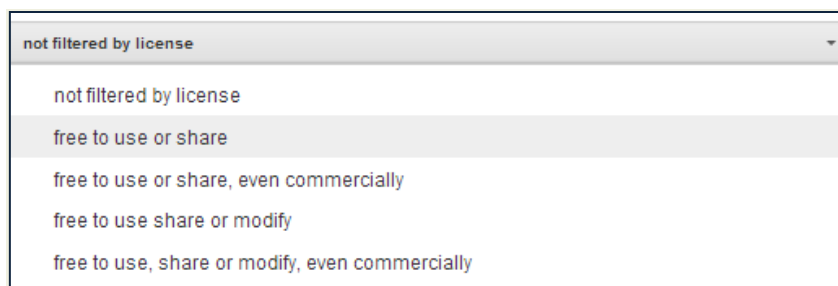 not filtered by license
not filtered by license
free to use or share
free to use or share, even commercially
free to use share or modify
free to use, share or modify, even commercially